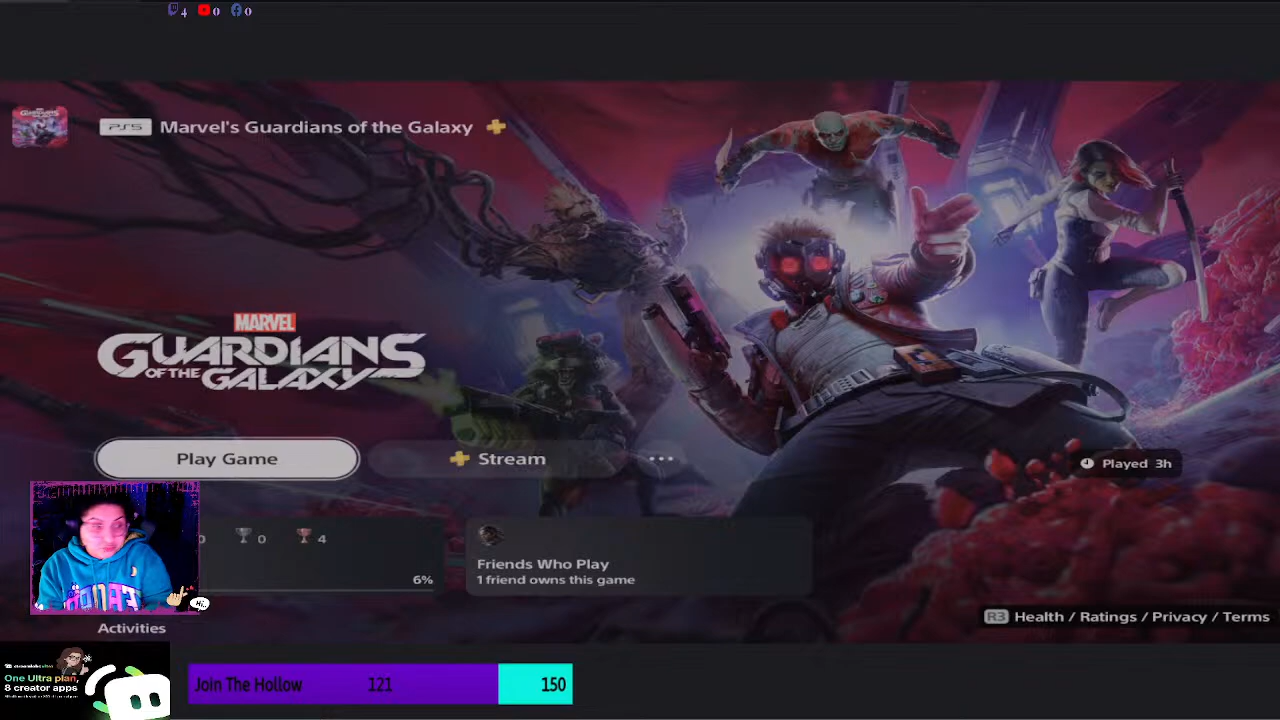 4 0 0
PS5 Marvel's Guardians of the Galaxy
MARVEL
GUARDIANS
OF THE
GALAXY
Play Game
Stream
Played 3h
0 4
6%
Friends Who Play
1 friend owns this game
Hi..
R3 Health / Ratings / Privacy / Terms
Activities
One Ultra plan,
8 creator apps
Join The Hollow 121 150